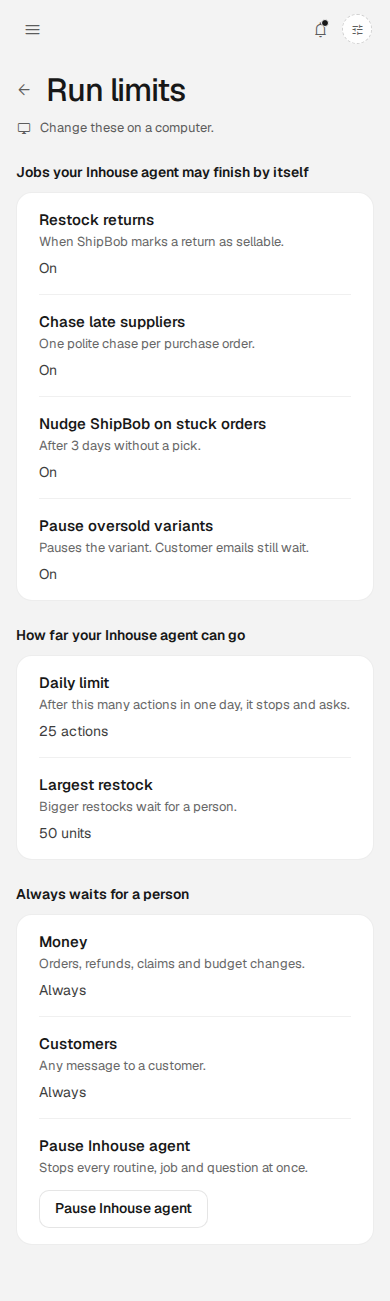 Run limits
Change these on a computer.
Jobs your Inhouse agent may finish by itself
Restock returns
When ShipBob marks a return as sellable.
On
Chase late suppliers
One polite chase per purchase order.
On
Nudge ShipBob on stuck orders
After 3 days without a pick.
On
Pause oversold variants
Pauses the variant. Customer emails still wait.
On
How far your Inhouse agent can go
Daily limit
After this many actions in one day, it stops and asks.
25 actions
Largest restock
Bigger restocks wait for a person.
50 units
Always waits for a person
Money
Orders, refunds, claims and budget changes.
Always
Customers
Any message to a customer.
Always
Pause Inhouse agent
Stops every routine, job and question at once.
Pause Inhouse agent